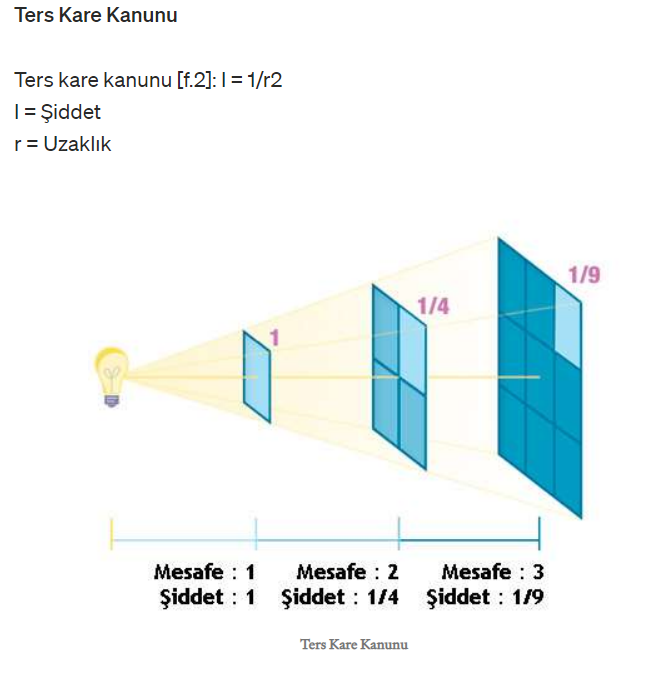 Ters Kare Kanunu
Ters kare kanunu [f.2]: I = 1/r2
I = Şiddet
r = Uzaklık
1/9
1/4
1
Mesafe : 1 Mesafe : 2 Mesafe : 3
Şiddet : 1 Şiddet : 1/4 Şiddet : 1/9
Ters Kare Kanunu